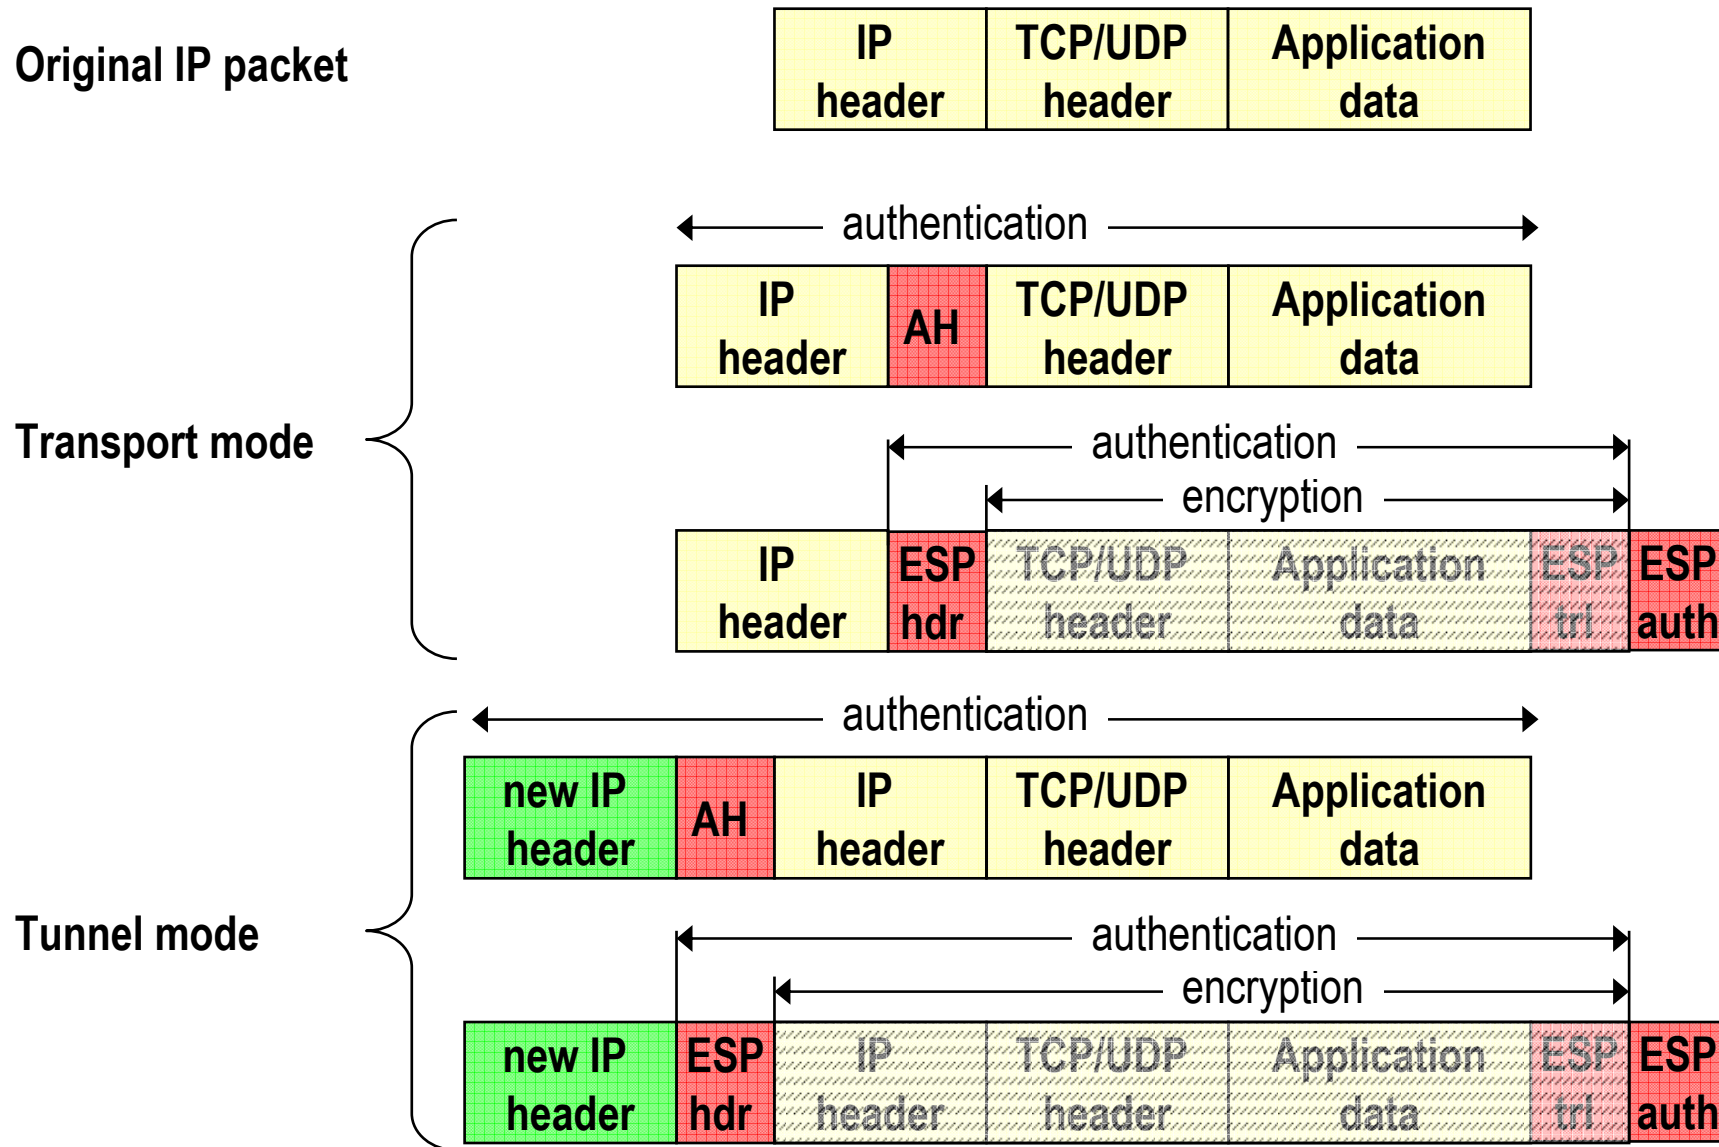 Original IP packet
IP TCP/UDP Application
header header data
authentication
IP AH TCP/UDP Application
header header data
Transport mode
authentication
encryption
IP ESP TCP/UDP Application ESP ESP
header hdr header data trl auth
authentication
new IP AH IP TCP/UDP Application
header header header data
Tunnel mode
authentication
encryption
new IP ESP IP TCP/UDP Application ESP ESP
header hdr header header data trl auth